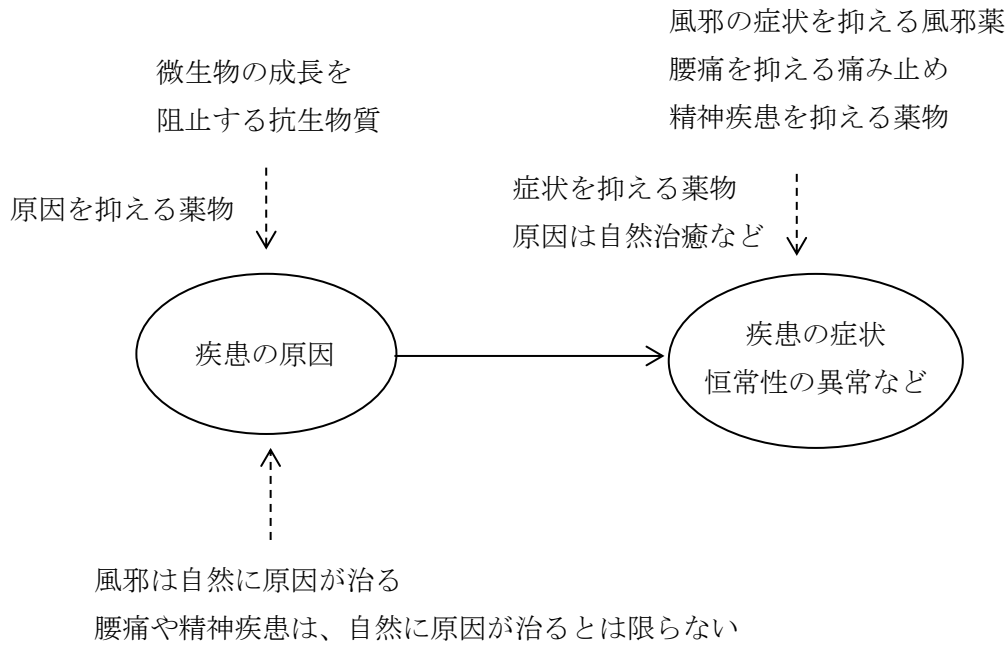 風邪の症状を抑える風邪薬
腰痛を抑える痛み止め
精神疾患を抑える薬物
微生物の成長を
阻止する抗生物質
原因を抑える薬物
症状を抑える薬物
原因は自然治癒など
疾患の原因
疾患の症状
恒常性の異常など
風邪は自然に原因が治る
腰痛や精神疾患は、自然に原因が治るとは限らない